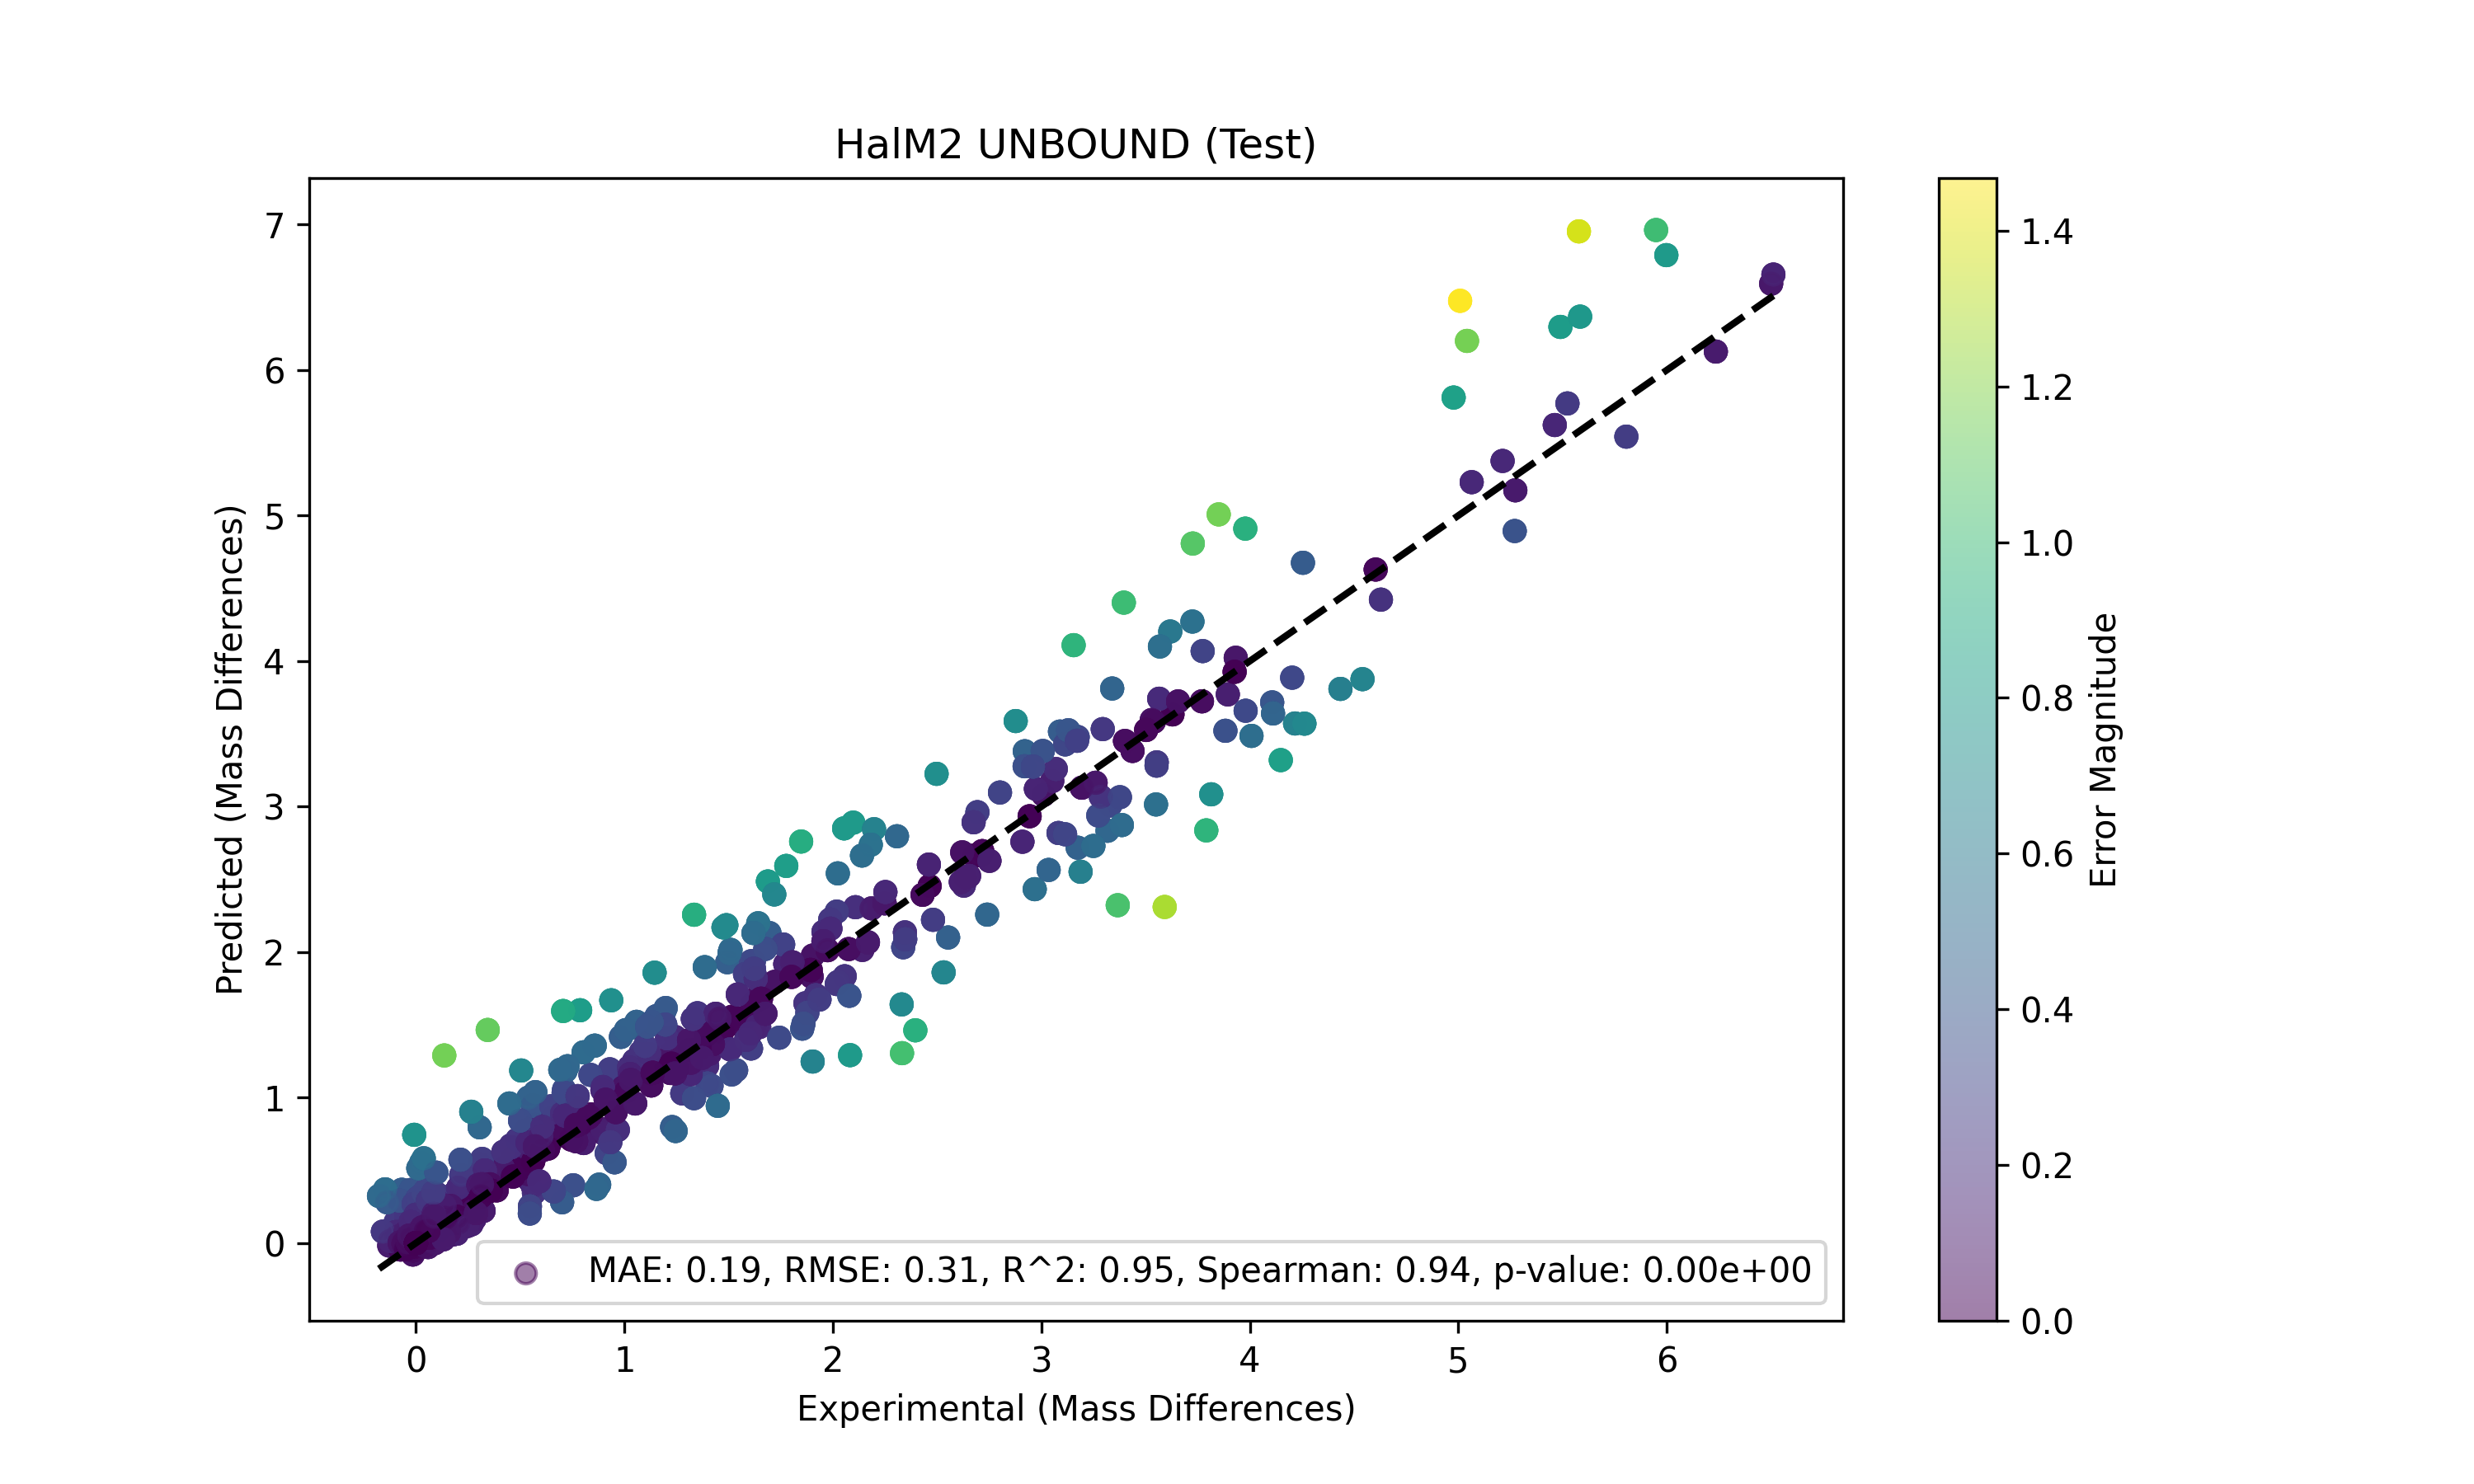 HalM2 UNBOUND (Test)
7
6
5
4
3
2
1
0
Predicted (Mass Differences)
MAE: 0.19, RMSE: 0.31, R^2: 0.95, Spearman: 0.94, p-value: 0.00e+00
0 1 2 3 4 5 6
Experimental (Mass Differences)
1.4
1.2
1.0
0.8
0.6
0.4
0.2
0.0
Error Magnitude